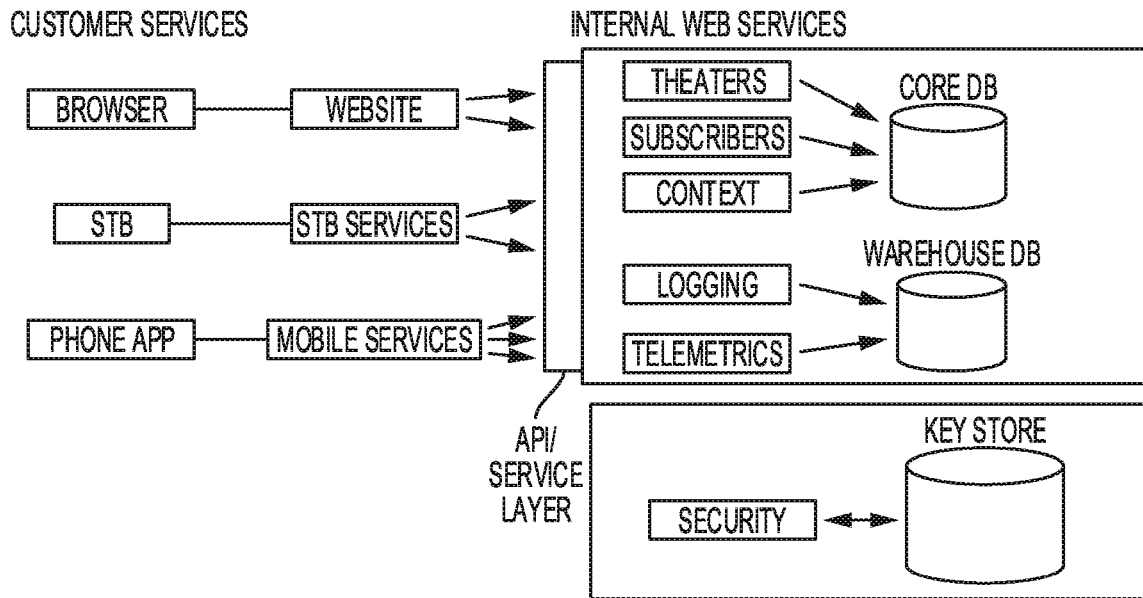 CUSTOMER SERVICES
INTERNAL WEB SERVICES
BROWSER
WEBSITE
STB
STB SERVICES
PHONE APP
MOBILE SERVICES
API/
SERVICE
LAYER
THEATERS
SUBSCRIBERS
CONTEXT
CORE DB
LOGGING
TELEMETRICS
WAREHOUSE DB
SECURITY
KEY STORE